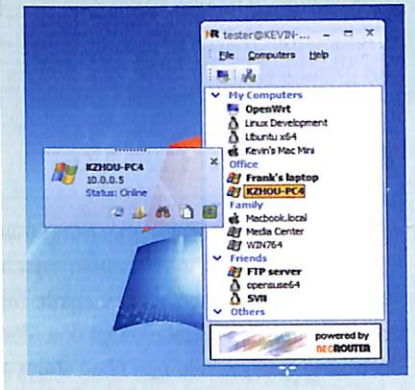 tester@KEVIN-...
File Computers Help
My Computers
OpenWrt
Linux Development
Ubuntu x64
Kevin's Mac Mini
Office
Frank's laptop
KZHOU-PC4
Family
Macbook.local
Media Center
WIN764
Friends
FTP server
opensuse64
SVN
Others
powered by
NEOROUTER
KZHOU-PC4
10.0.0.5
Status: Online